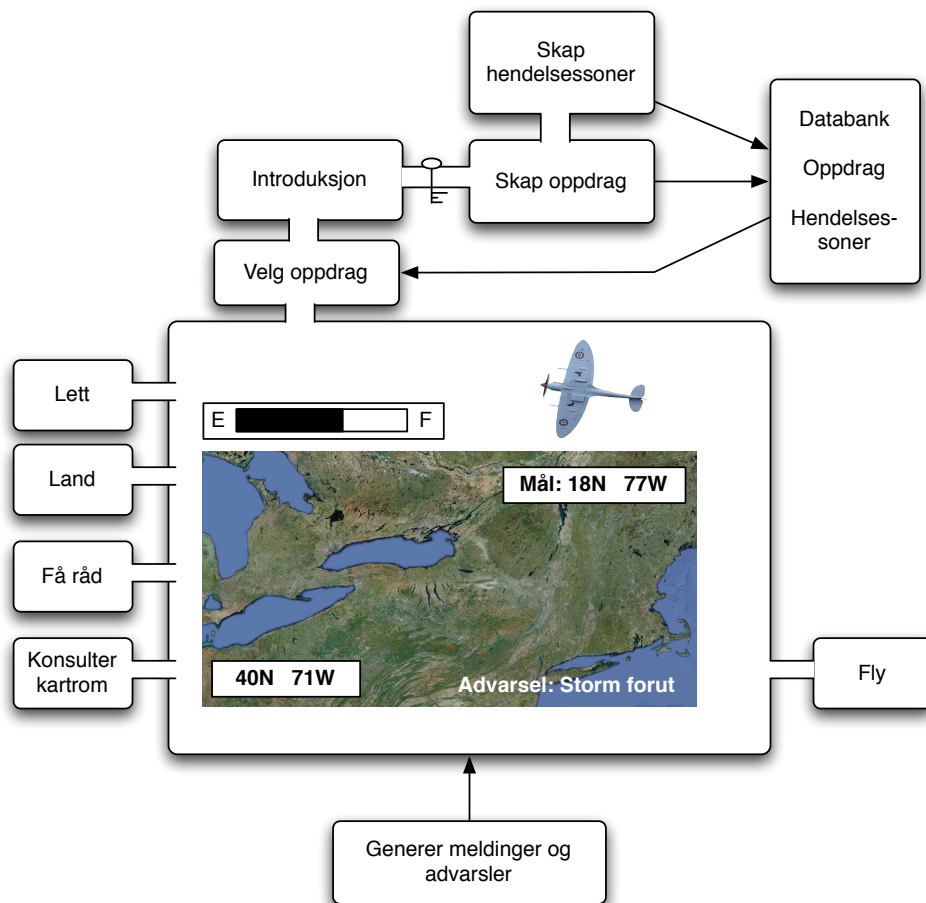 Skap
hendelsessoner
Databank
Oppdrag
Hendelses-
soner
Introduksjon
Skap oppdrag
Velg oppdrag
Lett
E F
Land
Mål: 18N 77W
Få råd
Konsulter
kartrom
40N 71W
Advarsel: Storm forut
Fly
Generer meldinger og
advarsler